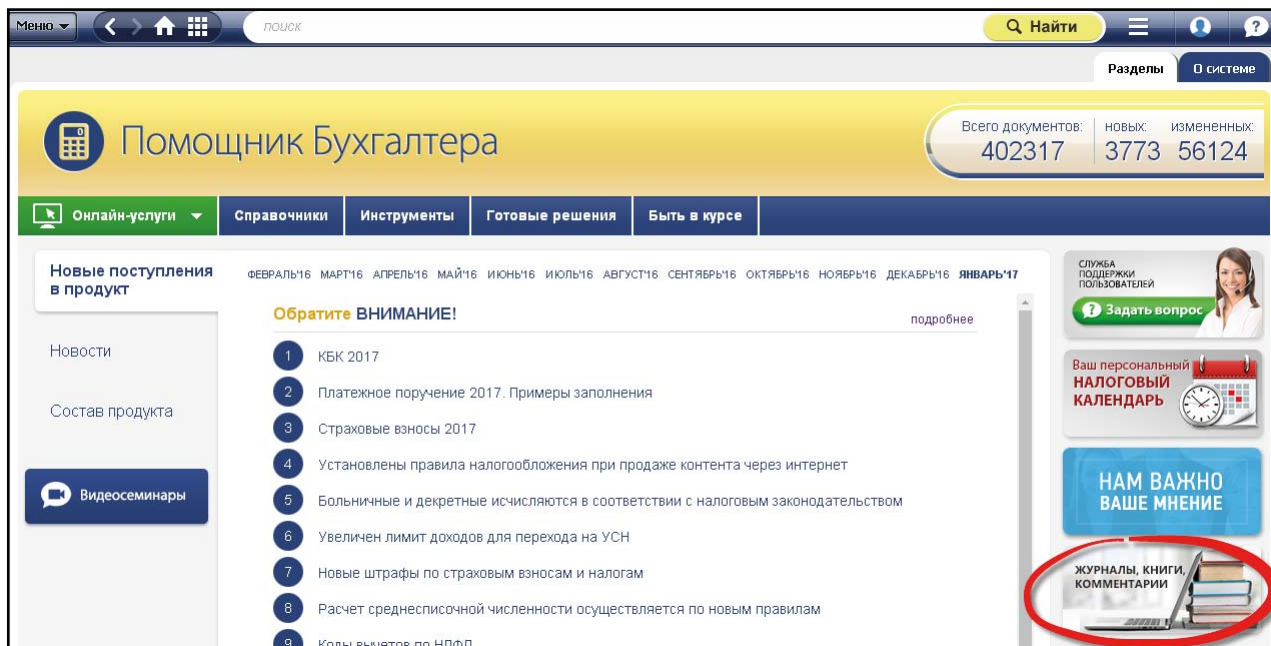 Меню
поиск
Найти
Разделы
О системе
Помощник Бухгалтера
Всего документов: новых: измененных:
402317 3773 56124
Онлайн-услуги Справочники Инструменты Готовые решения Быть в курсе
Новые поступления
в продукт
Новости
Состав продукта
Видеосеминары
ФЕВРАЛЬ'16 МАРТ'16 АПРЕЛЬ'16 МАЙ'16 ИЮНЬ'16 ИЮЛЬ'16 АВГУСТ'16 СЕНТЯБРЬ'16 ОКТЯБРЬ'16 НОЯБРЬ'16 ДЕКАБРЬ'16 ЯНВАРЬ'17
Обратите ВНИМАНИЕ!
подробнее
1 КБК 2017
2 Платежное поручение 2017. Примеры заполнения
3 Страховые взносы 2017
4 Установлены правила налогообложения при продаже контента через интернет
5 Больничные и декретные исчисляются в соответствии с налоговым законодательством
6 Увеличен лимит доходов для перехода на УСН
7 Новые штрафы по страховым взносам и налогам
8 Расчет среднесписочной численности осуществляется по новым правилам
9 Коды вычетов по НДФЛ
СЛУЖБА
ПОДДЕРЖКИ
ПОЛЬЗОВАТЕЛЕЙ
? Задать вопрос
Ваш персональный
НАЛОГОВЫЙ
КАЛЕНДАРЬ
НАМ ВАЖНО
ВАШЕ МНЕНИЕ
ЖУРНАЛЫ, КНИГИ,
КОММЕНТАРИИ